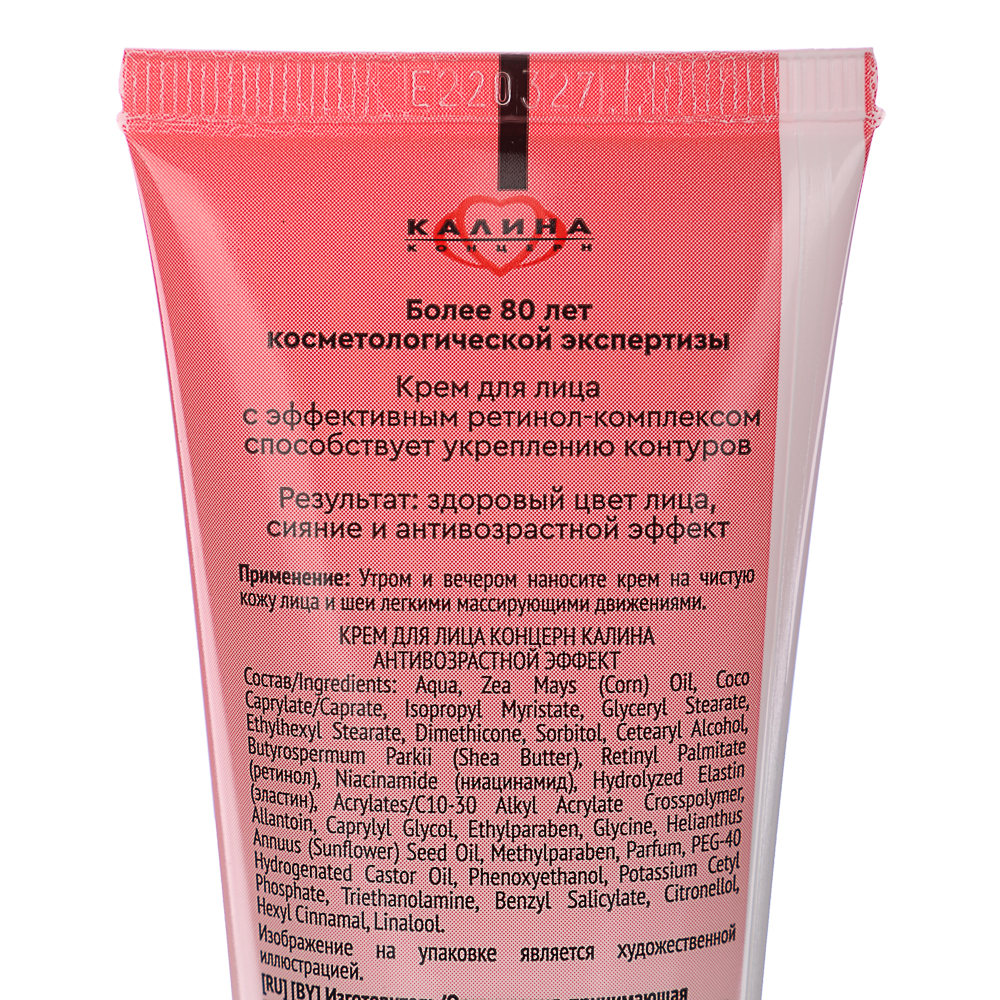 E220327
КАЛИНА
КОНЦЕРН
Более 80 лет
косметологической экспертизы
Крем для лица
с эффективным ретинол-комплексом
способствует укреплению контуров
Результат: здоровый цвет лица,
сияние и антивозрастной эффект
Применение: Утром и вечером наносите крем на чистую
кожу лица и шеи легкими массирующими движениями.
КРЕМ ДЛЯ ЛИЦА КОНЦЕРН КАЛИНА
АНТИВОЗРАСТНОЙ ЭФФЕКТ
Состав/Ingredients: Aqua, Zea Mays (Corn) Oil, Coco
Caprylate/Caprate, Isopropyl Myristate, Glyceryl Stearate,
Ethylhexyl Stearate, Dimethicone, Sorbitol, Cetearyl Alcohol,
Butyrospermum Parkii (Shea Butter), Retinyl Palmitate
(ретинол), Niacinamide (ниацинамид), Hydrolyzed Elastin
(эластин), Acrylates/C10-30 Alkyl Acrylate Crosspolymer,
Allantoin, Caprylyl Glycol, Ethylparaben, Glycine, Helianthus
Annuus (Sunflower) Seed Oil, Methylparaben, Parfum, PEG-40
Hydrogenated Castor Oil, Phenoxyethanol, Potassium Cetyl
Phosphate, Triethanolamine, Benzyl Salicylate, Citronellol,
Hexyl Cinnamal, Linalool.
Изображение на упаковке является художественной
иллюстрацией.
[RU] [BY] принимающая